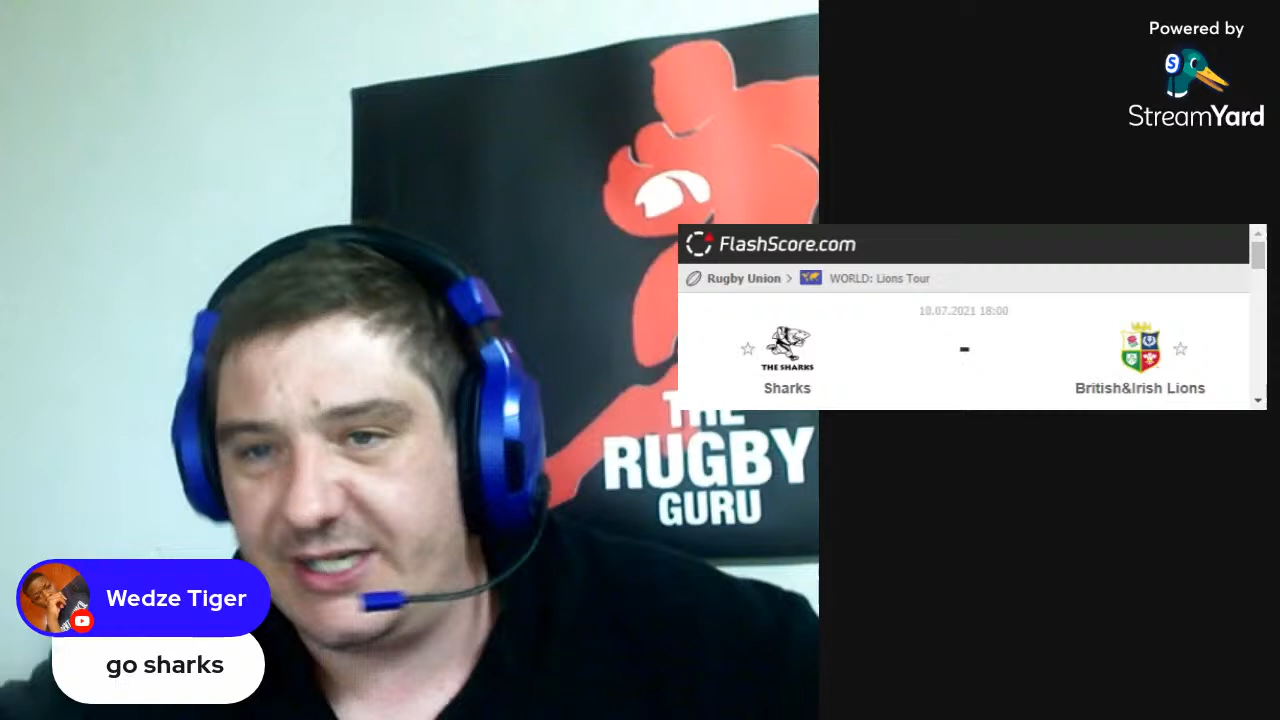 Powered by
StreamYard
FlashScore.com
Rugby Union > WORLD: Lions Tour
10.07.2021 18:00
THE SHARKS
-
Sharks
British&Irish Lions
THE
RUGBY
GURU
Wedze Tiger
go sharks